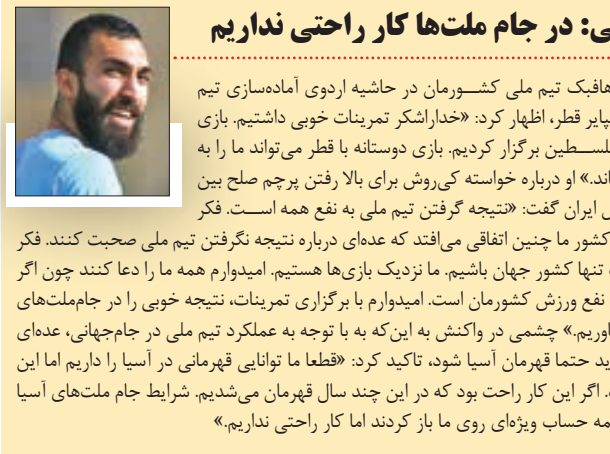 در جام ملت‌ها کار راحتی نداریم
هافبک تیم ملی کشورمان در حاشیه اردوی آماده‌سازی تیم
قطر، اظهار کرد: «خداراشکر تمرینات خوبی داشتیم. بازی
برگزار کردیم. بازی دوستانه با قطر می‌تواند ما را به
او درباره خواسته کی‌روش برای بالا رفتن پرچم صلح بین
ایران گفت: «نتیجه گرفتن تیم ملی به نفع همه است. فکر
کشور ما چنین اتفاقی می‌افتد که عده‌ای درباره نتیجه نگرفتن تیم ملی صحبت کنند. فکر
تنها کشور جهان باشیم. ما نزدیک بازی‌ها هستیم. امیدوارم همه ما را دعا کنند چون اگر
نفع ورزش کشورمان است. امیدوارم با برگزاری تمرینات، نتیجه خوبی را در جام‌ملت‌های
چشمی در واکنش به این‌که به با توجه به عملکرد تیم ملی در جام‌جهانی، عده‌ای
حتما قهرمان آسیا شود، تاکید کرد: «قطعا ما توانایی قهرمانی در آسیا را داریم اما این
اگر این کار راحت بود که در این چند سال قهرمان می‌شدیم. شرایط جام ملت‌های آسیا
حساب ویژه‌ای روی ما باز کردند اما کار راحتی نداریم.»